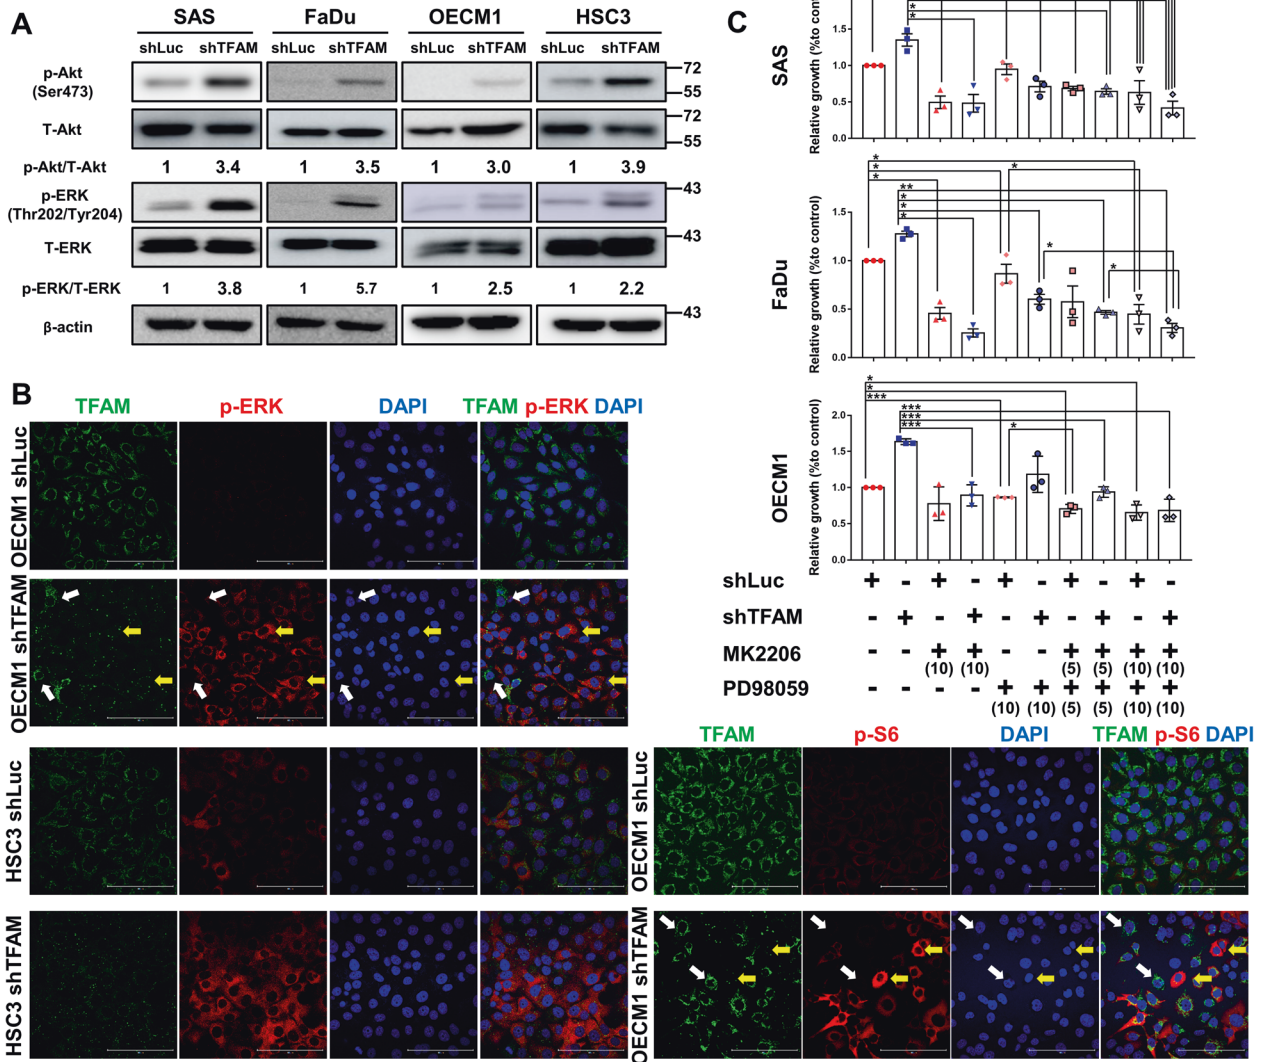 A
SAS FaDu OECM1 HSC3
shLuc shTFAM shLuc shTFAM shLuc shTFAM shLuc shTFAM
p-Akt
(Ser473)
72
55
T-Akt
72
55
p-Akt/T-Akt 1 3.4 1 3.5 1 3.0 1 3.9
p-ERK
(Thr202/Tyr204)
43
T-ERK
43
p-ERK/T-ERK 1 3.8 1 5.7 1 2.5 1 2.2
β-actin
43
B
TFAM p-ERK DAPI TFAM p-ERK DAPI
OECM1 shLuc
OECM1 shTFAM
HSC3 shLuc
HSC3 shTFAM
C
SAS
Relative growth (%to cont
1.5
1.0
0.5
0.0
*
*
FaDu
Relative growth (%to control)
1.5
1.0
0.5
0.0
*
*
*
**
*
*
*
*
*
*
OECM1
Relative growth (%to control)
2.0
1.5
1.0
0.5
0.0
*
*
***
***
***
***
*
shLuc + - + - + - + - + -
shTFAM - + - + - + - + - +
MK2206 - - + + - - + + + +
(10) (10) (5) (5) (10) (10)
PD98059 - - - - + + + + + +
(10) (10) (5) (5) (10) (10)
TFAM p-S6 DAPI TFAM p-S6 DAPI
OECM1 shLuc
OECM1 shTFAM